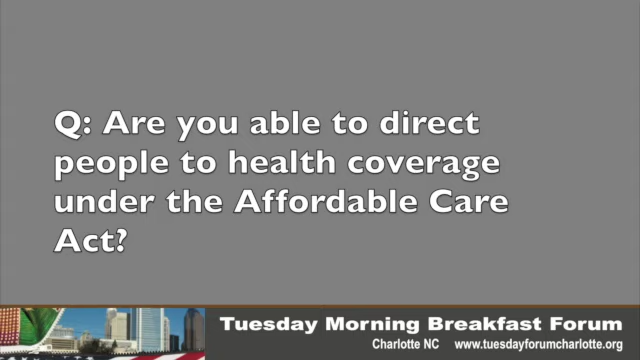 Q: Are you able to direct
people to health coverage
under the Affordable Care
Act?
Tuesday Morning Breakfast Forum
Charlotte NC www.tuesdayforumcharlotte.org